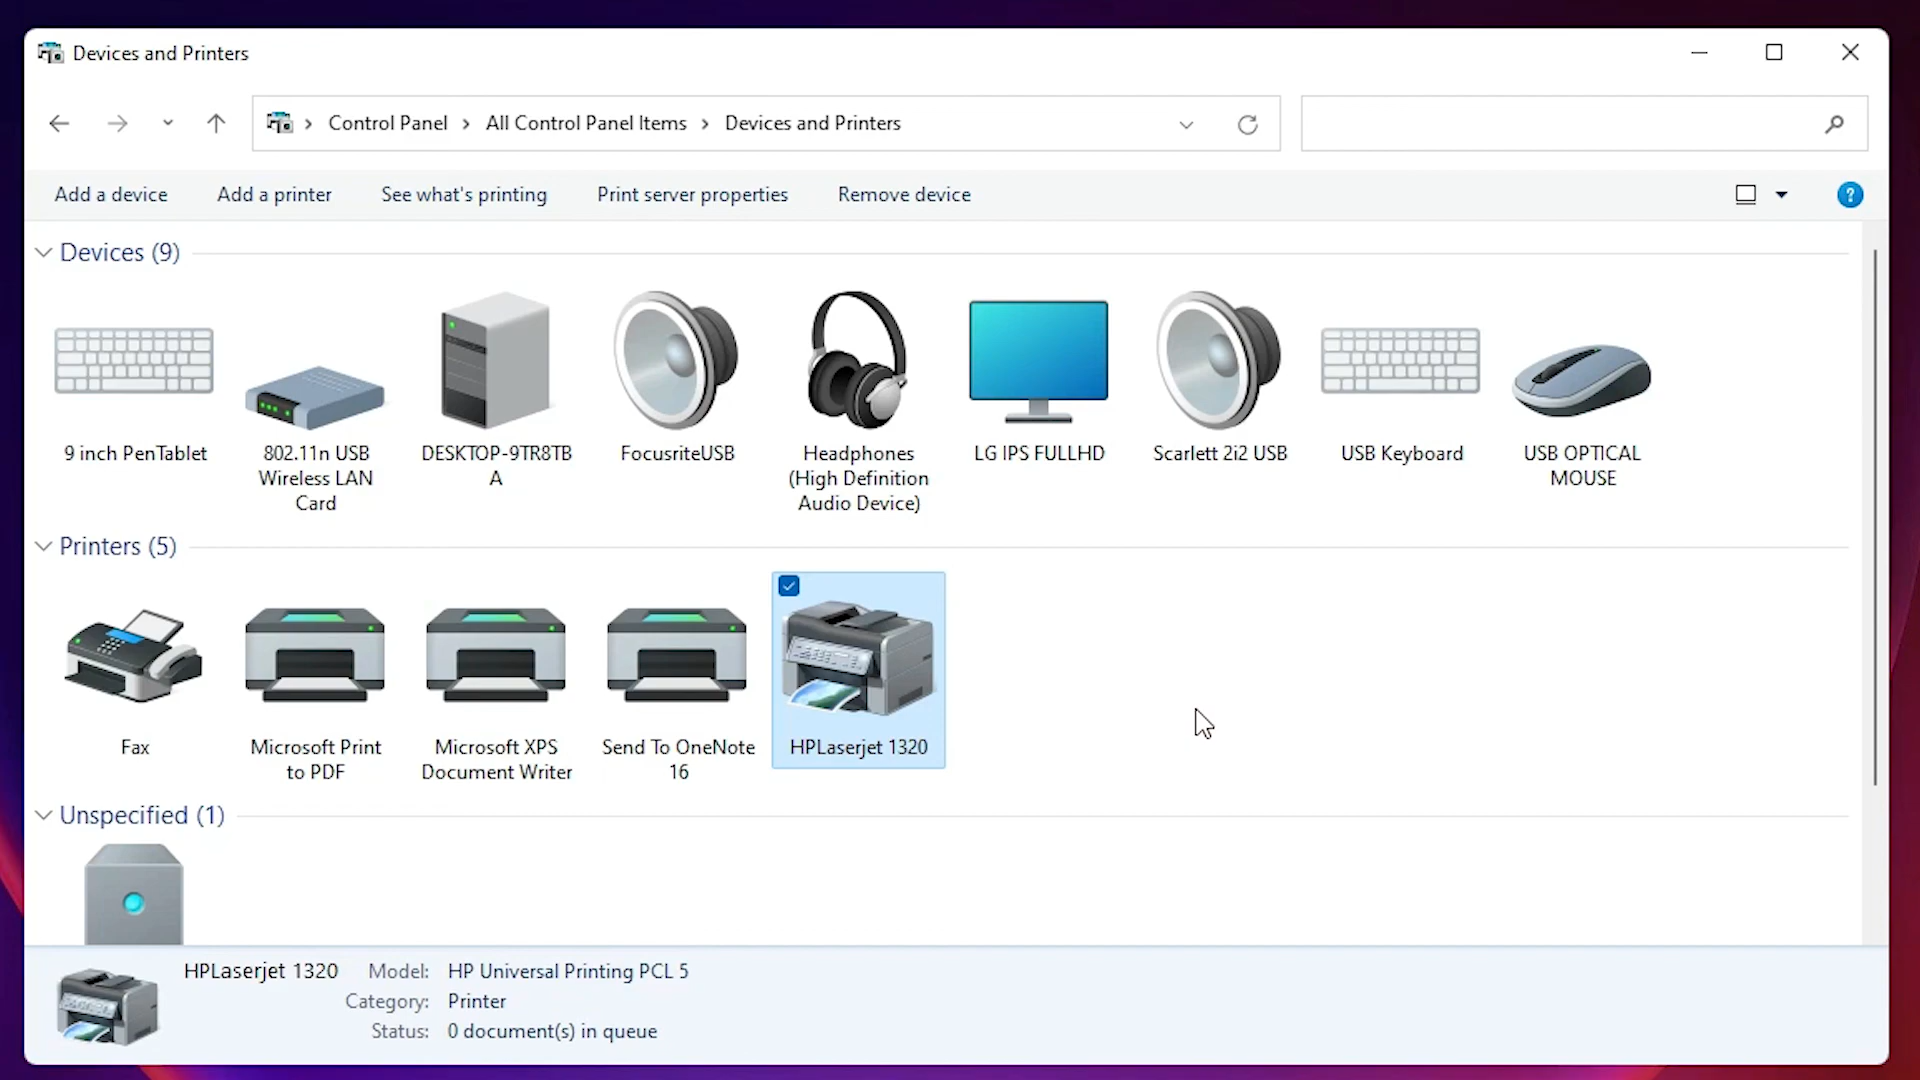 Devices and Printers
Control Panel › All Control Panel Items › Devices and Printers
Add a device Add a printer See what's printing Print server properties Remove device ?
Devices (9)
9 inch PenTablet
802.11n USB
Wireless LAN
Card
DESKTOP-9TR8TB
A
FocusriteUSB
Headphones
(High Definition
Audio Device)
LG IPS FULLHD
Scarlett 2i2 USB
USB Keyboard
USB OPTICAL
MOUSE
Printers (5)
Fax
Microsoft Print
to PDF
Microsoft XPS
Document Writer
Send To OneNote
16
HPLaserjet 1320
Unspecified (1)
HPLaserjet 1320 Model: HP Universal Printing PCL 5
Category: Printer
Status: 0 document(s) in queue